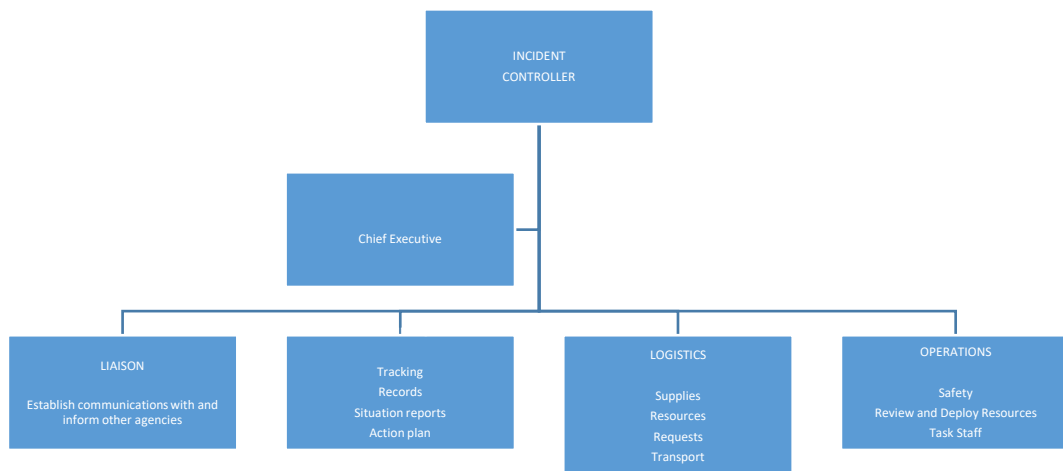 INCIDENT
CONTROLLER
Chief Executive
LIAISON
Establish communications with and
inform other agencies
Tracking
Records
Situation reports
Action plan
LOGISTICS
Supplies
Resources
Requests
Transport
OPERATIONS
Safety
Review and Deploy Resources
Task Staff